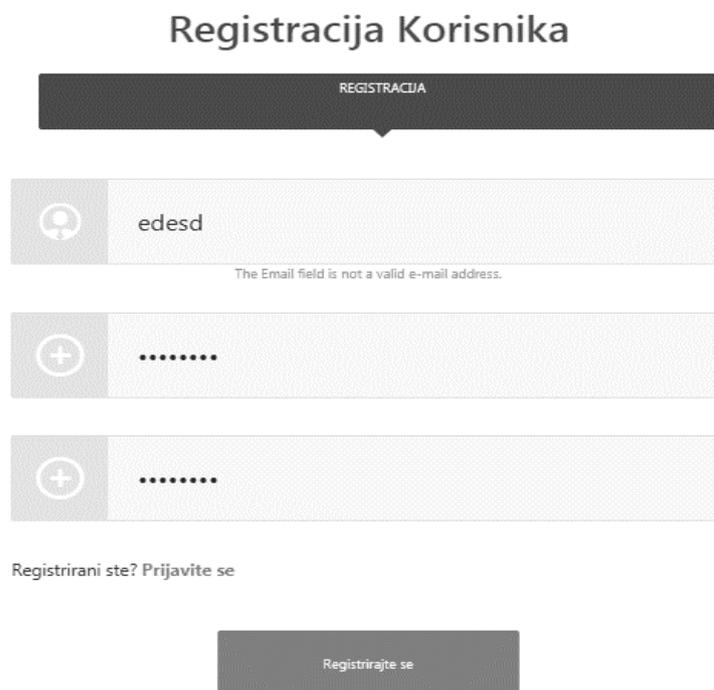 Registracija Korisnika
REGISTRACIJA
edesd
The Email field is not a valid e-mail address.
••••••••
••••••••
Registrirani ste? Prijavite se
Registrirajte se